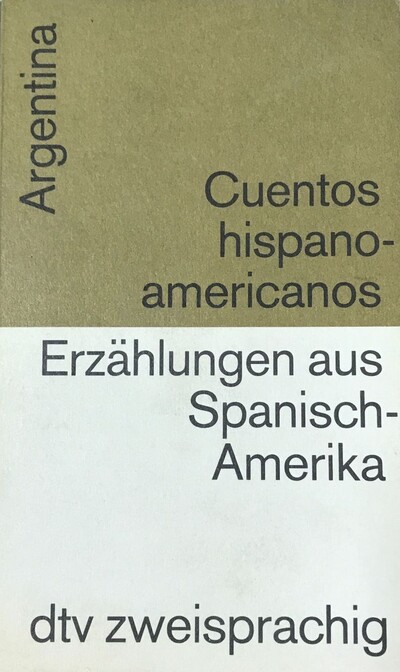 Argentina
Cuentos
hispano-
americanos
Erzählungen aus
Spanisch-
Amerika
dtv zweisprachig